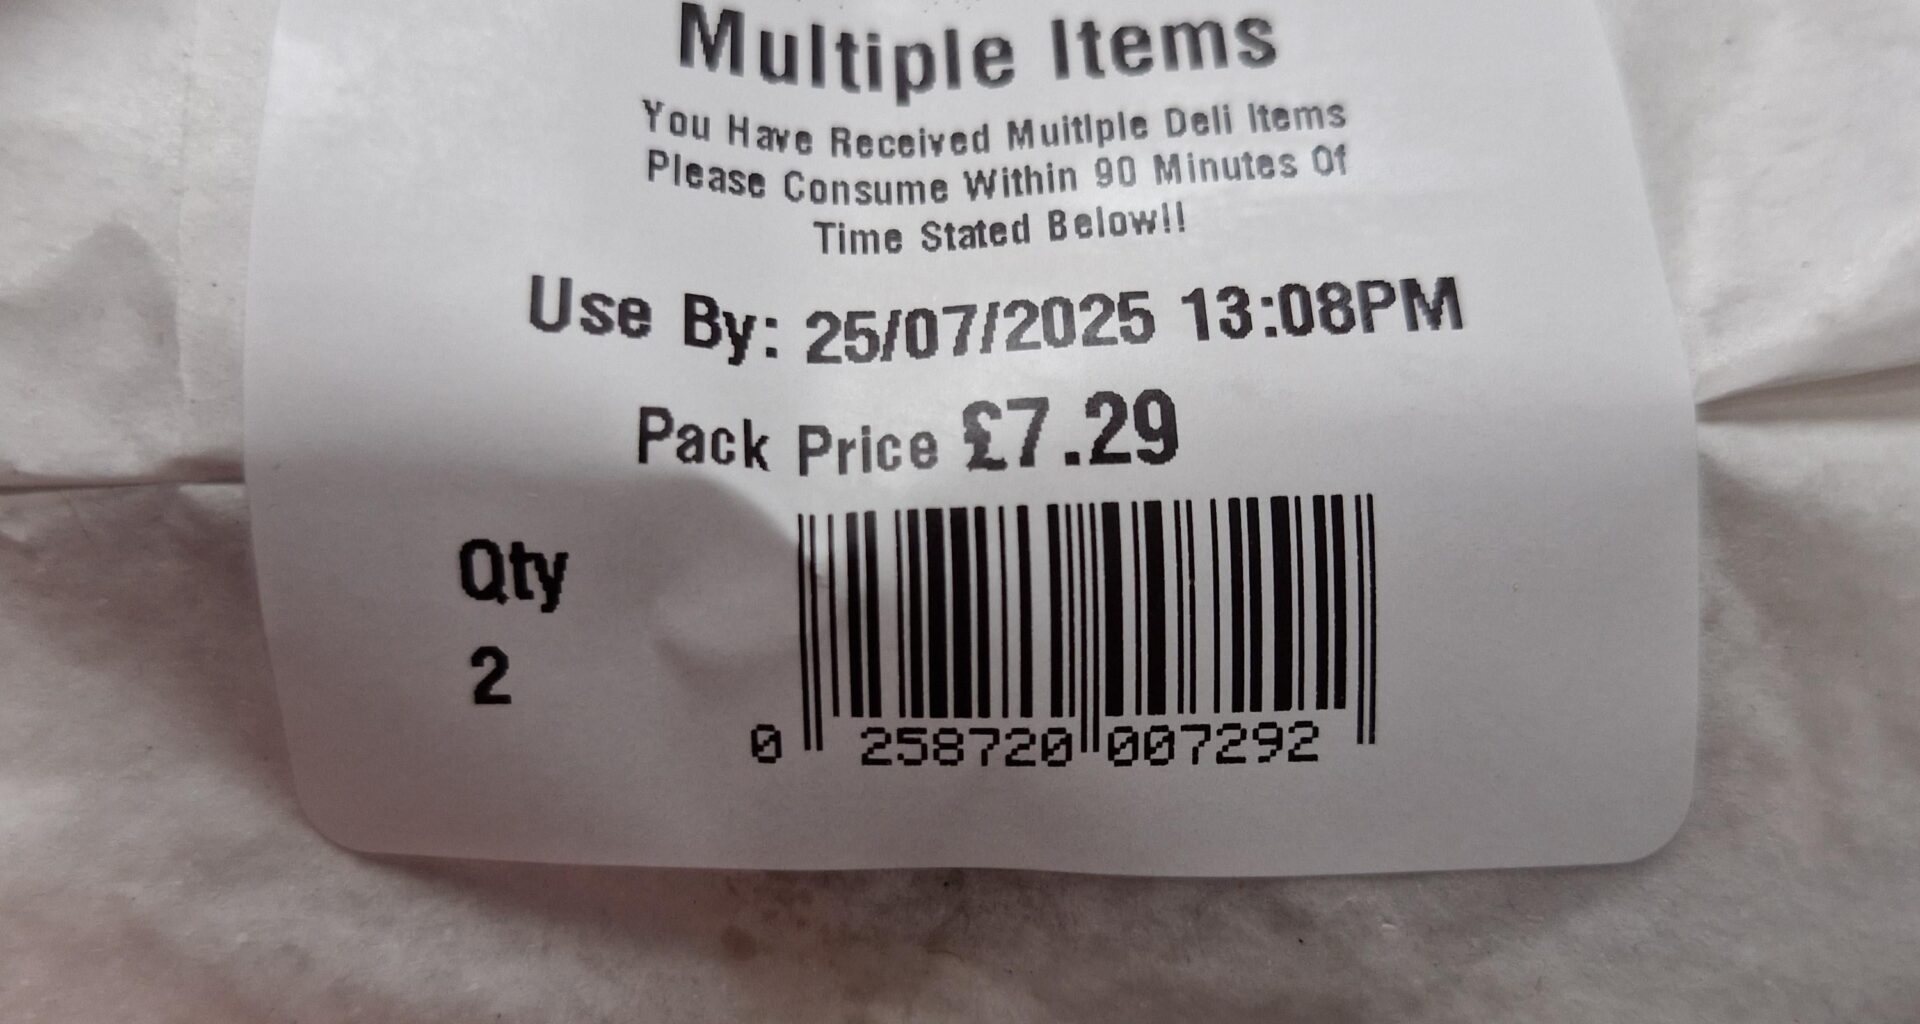 Multiple Items
You Have Received Muitlple Deli Items
Please Consume Within 90 Minutes Of
Time Stated Below!!
Use By: 25/07/2025 13:08PM
Pack Price £7.29
Qty
2
0 258720 007292